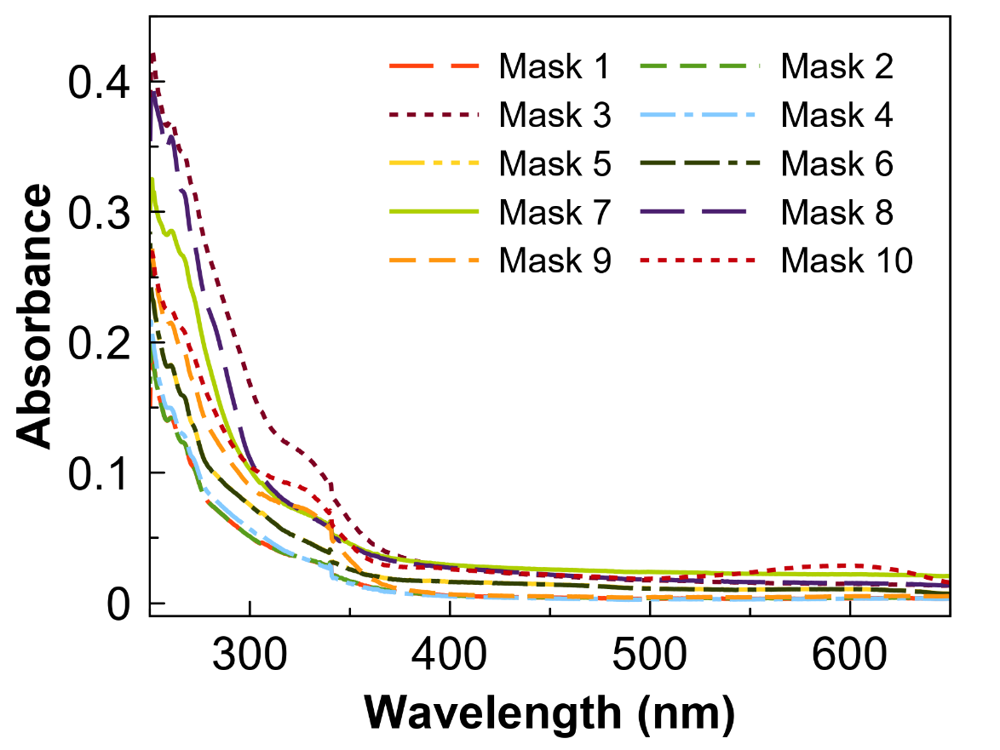 Mask 1 Mask 2
Mask 3 Mask 4
Mask 5 Mask 6
Mask 7 Mask 8
Mask 9 Mask 10
Absorbance
0.4
0.3
0.2
0.1
0
300 400 500 600
Wavelength (nm)